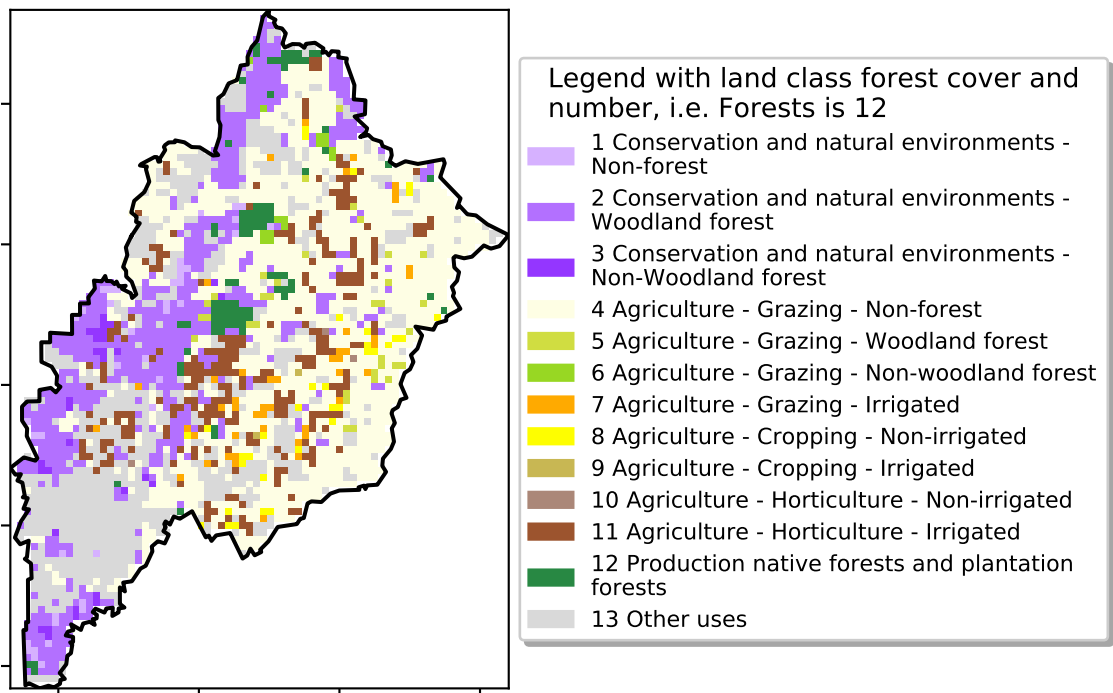 Legend with land class forest cover and
number, i.e. Forests is 12
1 Conservation and natural environments -
Non-forest
2 Conservation and natural environments -
Woodland forest
3 Conservation and natural environments -
Non-Woodland forest
4 Agriculture - Grazing - Non-forest
5 Agriculture - Grazing - Woodland forest
6 Agriculture - Grazing - Non-woodland forest
7 Agriculture - Grazing - Irrigated
8 Agriculture - Cropping - Non-irrigated
9 Agriculture - Cropping - Irrigated
10 Agriculture - Horticulture - Non-irrigated
11 Agriculture - Horticulture - Irrigated
12 Production native forests and plantation
forests
13 Other uses